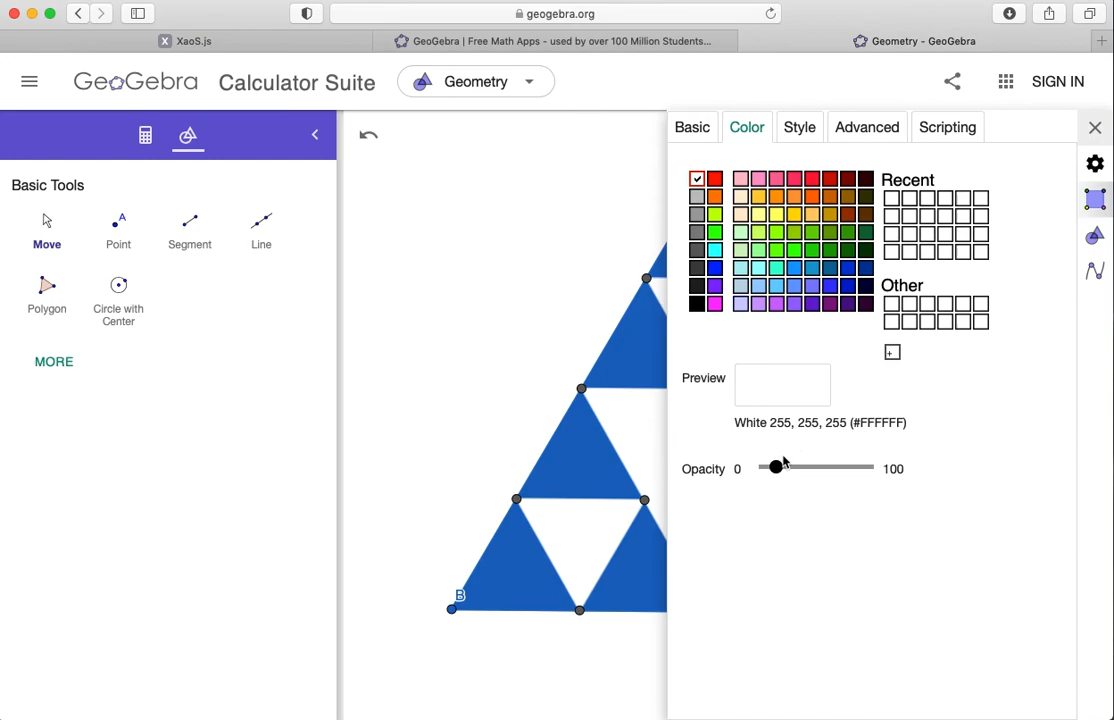 geogebra.org
X XaoS.js
GeoGebra | Free Math Apps - used by over 100 Million Students...
Geometry - GeoGebra
GeoGebra Calculator Suite
Geometry
SIGN IN
Basic Color Style Advanced Scripting
Basic Tools
Move
Point
Segment
Line
Polygon
Circle with
Center
MORE
A
B
Recent
Other
+
Preview
White 255, 255, 255 (#FFFFFF)
Opacity 0 100